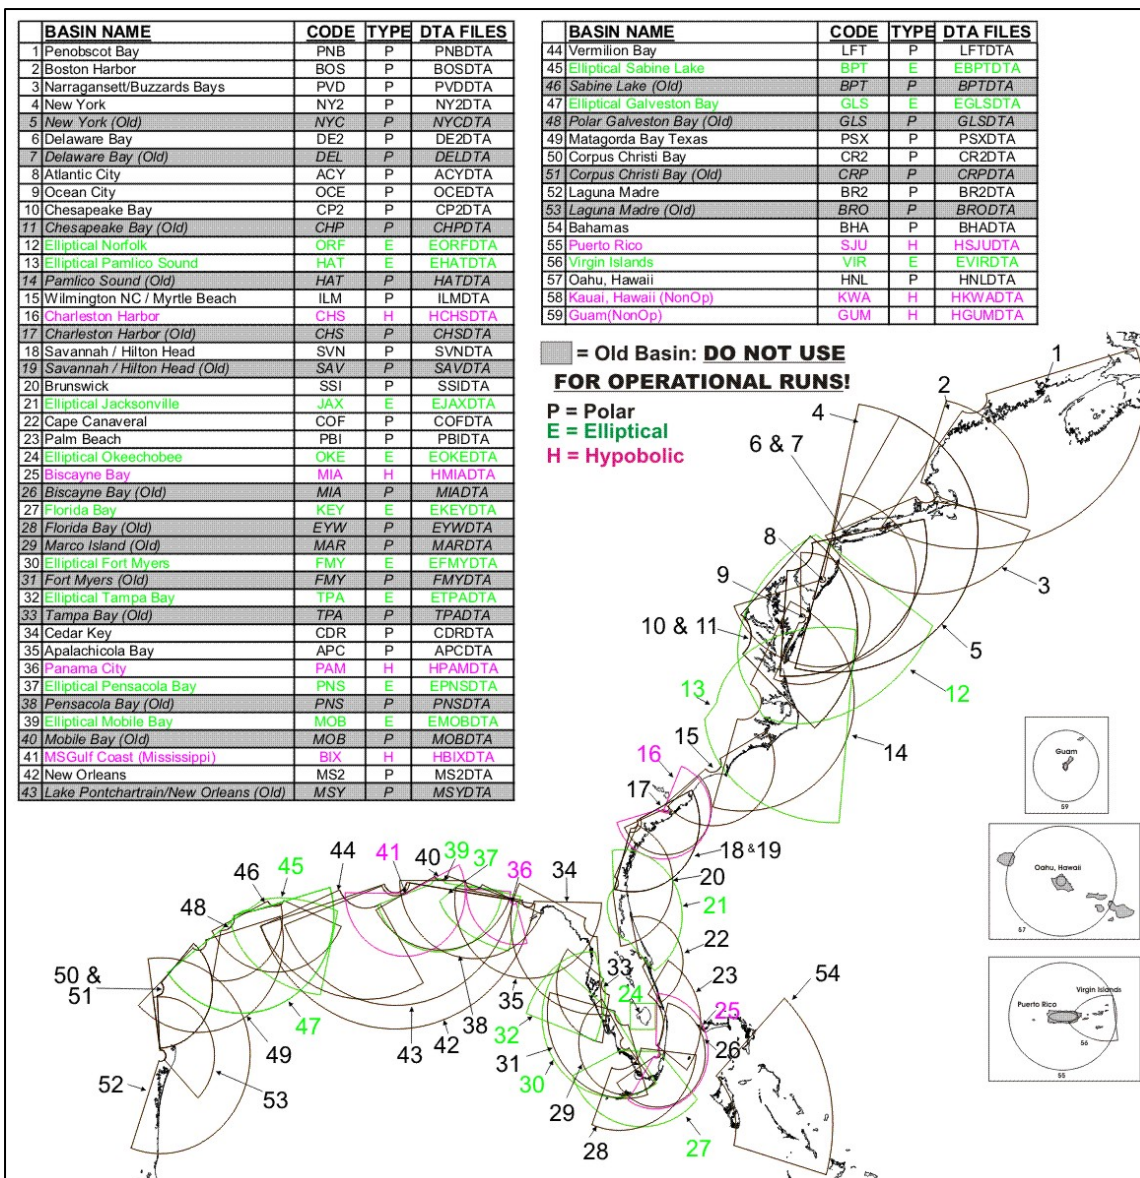 BASIN NAME CODE TYPE DTA FILES
1 Penobscot Bay PNB P PNBDTA
2 Boston Harbor BOS P BOSDTA
3 Narragansett/Buzzards Bays PVD P PVDDTA
4 New York NY2 P NY2DTA
5 New York (Old) NYC P NYCDTA
6 Delaware Bay DE2 P DE2DTA
7 Delaware Bay (Old) DEL P DELDTA
8 Atlantic City ACY P ACYDTA
9 Ocean City OCE P OCEDTA
10 Chesapeake Bay CP2 P CP2DTA
11 Chesapeake Bay (Old) CHP P CHPDTA
12 Elliptical Norfolk ORF E EORFDTA
13 Elliptical Pamlico Sound HAT E EHATDTA
14 Pamlico Sound (Old) HAT P HATDTA
15 Wilmington NC / Myrtle Beach ILM P ILMDTA
16 Charleston Harbor CHS H HCHSDTA
17 Charleston Harbor (Old) CHS P CHSDTA
18 Savannah / Hilton Head SVN P SVNDTA
19 Savannah / Hilton Head (Old) SAV P SAVDTA
20 Brunswick SSI P SSIDTA
21 Elliptical Jacksonville JAX E EJAXDTA
22 Cape Canaveral COF P COFDTA
23 Palm Beach PBI P PBIDTA
24 Elliptical Okeechobee OKE E EOKEDTA
25 Biscayne Bay MIA H HMIADTA
26 Biscayne Bay (Old) MIA P MIADTA
27 Florida Bay KEY E EKEYDTA
28 Florida Bay (Old) EYW P EYWDTA
29 Marco Island (Old) MAR P MARDTA
30 Elliptical Fort Myers FMY E EFMYDTA
31 Fort Myers (Old) FMY P FMYDTA
32 Elliptical Tampa Bay TPA E ETPADTA
33 Tampa Bay (Old) TPA P TPADTA
34 Cedar Key CDR P CDRDTA
35 Apalachicola Bay APC P APCDTA
36 Panama City PAM H HPAMDTA
37 Elliptical Pensacola Bay PNS E EPNSDTA
38 Pensacola Bay (Old) PNS P PNSDTA
39 Elliptical Mobile Bay MOB E EMOBDTA
40 Mobile Bay (Old) MOB P MOBDTA
41 MSGulf Coast (Mississippi) BIX H HBIXDTA
42 New Orleans MS2 P MS2DTA
43 Lake Pontchartrain/New Orleans (Old) MSY P MSYDTA
BASIN NAME CODE TYPE DTA FILES
44 Vermilion Bay LFT P LFTDTA
45 Elliptical Sabine Lake BPT E EBPTDTA
46 Sabine Lake (Old) BPT P BPTDTA
47 Elliptical Galveston Bay GLS E EGLSDTA
48 Polar Galveston Bay (Old) GLS P GLSDTA
49 Matagorda Bay Texas PSX P PSXDTA
50 Corpus Christi Bay CR2 P CR2DTA
51 Corpus Christi Bay (Old) CRP P CRPDTA
52 Laguna Madre BR2 P BR2DTA
53 Laguna Madre (Old) BRO P BRODTA
54 Bahamas BHA P BHADTA
55 Puerto Rico SJU H HSJUDTA
56 Virgin Islands VIR E EVIRDTA
57 Oahu, Hawaii HNL P HNLDTA
58 Kauai, Hawaii (NonOp) KWA H HKWADTA
59 Guam(NonOp) GUM H HGUMDTA
= Old Basin: DO NOT USE
FOR OPERATIONAL RUNS!
P = Polar
E = Elliptical
H = Hypobolic
1
2
4
6 & 7
8
3
9
10 & 11
5
12
13
14
15
16
17
18 & 19
20
21
22
23
54
24
25
26
27
28
29
30
31
32
33
34
35
36
37
39
40
41
44
45
46
48
50 &
51
47
49
43
42
38
52
53
Guam
59
Oahu, Hawaii
57
Virgin Islands
Puerto Rico
56
55